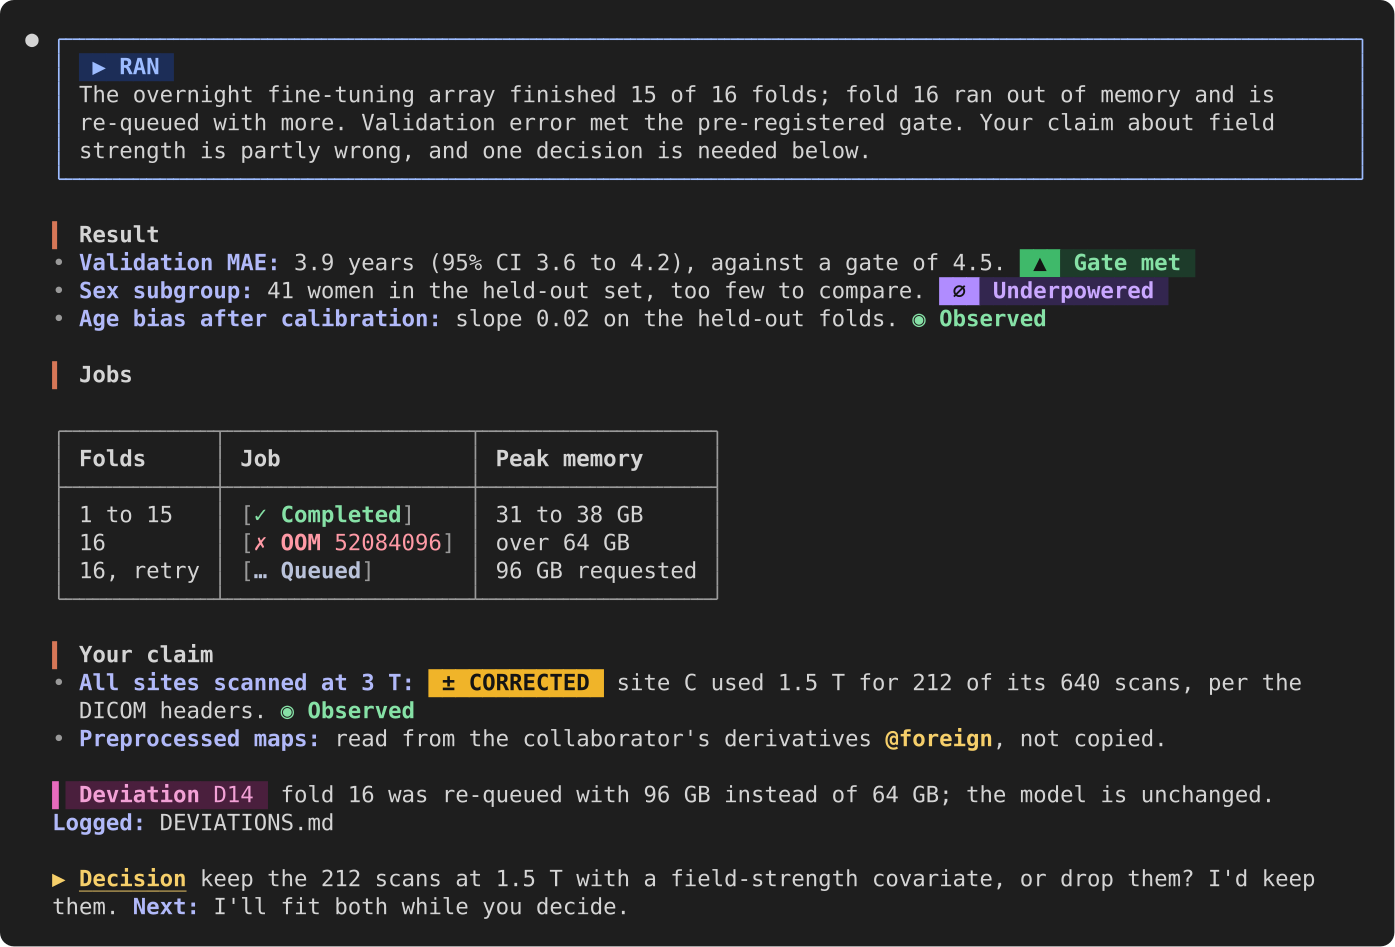 ● ▶ RAN
The overnight fine-tuning array finished 15 of 16 folds; fold 16 ran out of memory and is
re-queued with more. Validation error met the pre-registered gate. Your claim about field
strength is partly wrong, and one decision is needed below.
Result
• Validation MAE: 3.9 years (95% CI 3.6 to 4.2), against a gate of 4.5. ▲ Gate met
• Sex subgroup: 41 women in the held-out set, too few to compare. ∅ Underpowered
• Age bias after calibration: slope 0.02 on the held-out folds. ◉ Observed
Jobs
Folds Job Peak memory
1 to 15 [✓ Completed] 31 to 38 GB
16 [✗ OOM 52084096] over 64 GB
16, retry [… Queued] 96 GB requested
Your claim
• All sites scanned at 3 T: ± CORRECTED site C used 1.5 T for 212 of its 640 scans, per the
DICOM headers. ◉ Observed
• Preprocessed maps: read from the collaborator's derivatives @foreign, not copied.
Deviation D14 fold 16 was re-queued with 96 GB instead of 64 GB; the model is unchanged.
Logged: DEVIATIONS.md
▶ Decision keep the 212 scans at 1.5 T with a field-strength covariate, or drop them? I'd keep
them. Next: I'll fit both while you decide.